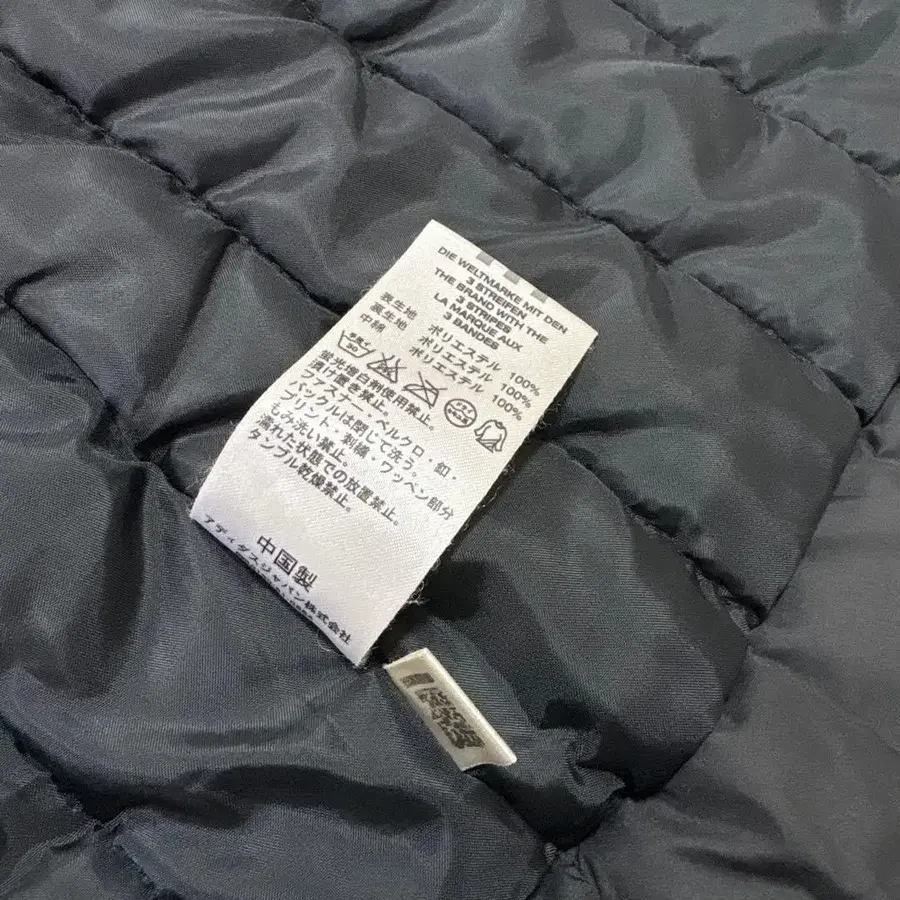 DIE WELTMARKE MIT DEN
3 STREIFEN
THE BRAND WITH THE
3 STRIPES
LA MARQUE AUX
3 BANDES
表生地 ポリエステル 100%
裏生地 ポリエステル 100%
中綿 ポリエステル 100%
蛍光増白剤使用禁止。
漬け置き禁止。
ファスナー、ベルクロ・釦・
バックルは閉じて洗う。
プリント・刺繍・ワッペン部分
もみ洗い禁止。
濡れた状態での放置禁止。
タンブル乾燥禁止。
中国製
アディダスジャパン株式会社